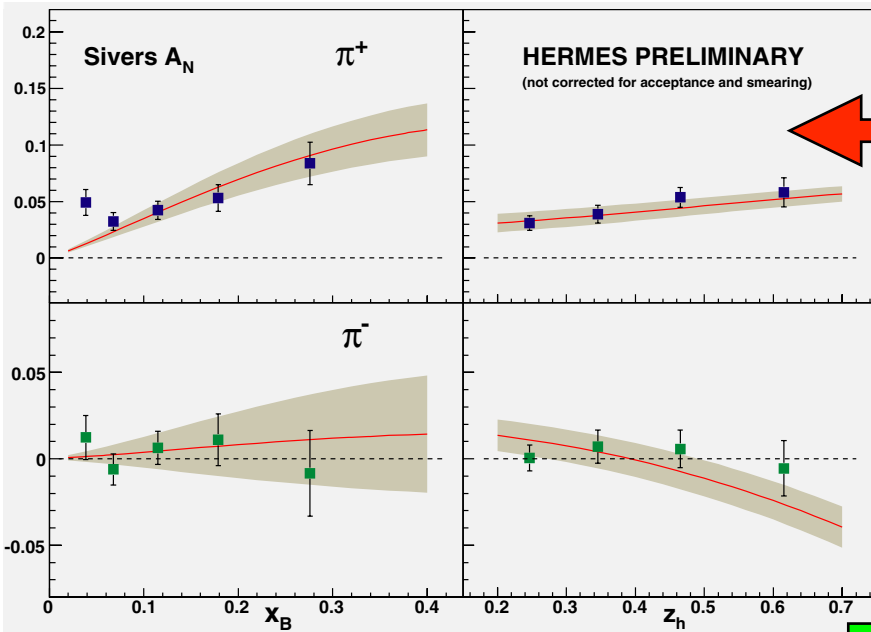 Sivers A_N
π⁺
HERMES PRELIMINARY
(not corrected for acceptance and smearing)
0.2
0.15
0.1
0.05
0
π⁻
0.05
0
-0.05
0 0.1 0.2 0.3 0.4
x_B
0.2 0.3 0.4 0.5 0.6 0.7
z_h